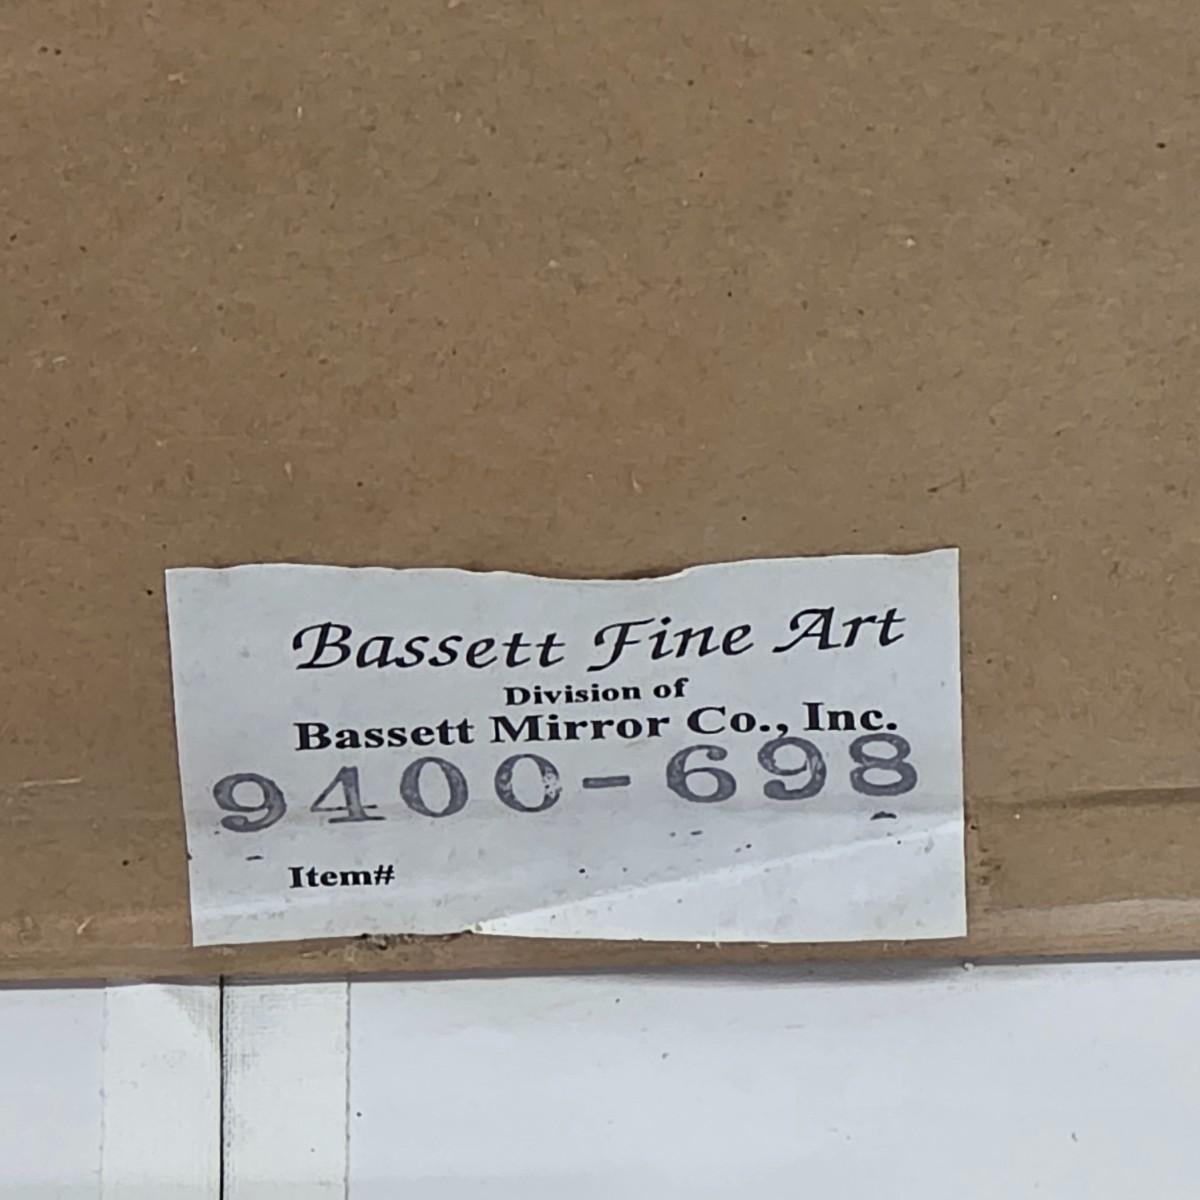 Bassett Fine Art
Division of
Bassett Mirror Co., Inc.
9400-698
Item#